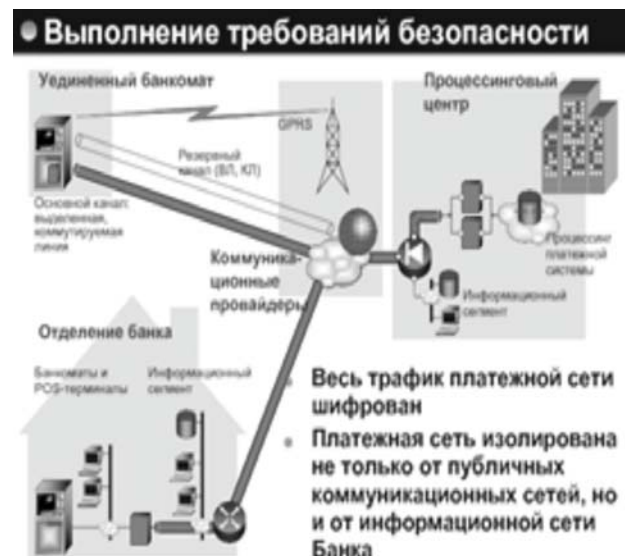 Выполнение требований безопасности
Уединенный банкомат
Процессинговый
центр
GPRS
Резервный
канал (ВЛ, КЛ)
Основной канал:
выделенная,
коммутируемая
линия
Коммуника-
ционные
провайдеры
Процессинг
платежной
системы
Информационный
сегмент
Отделение банка
Банкоматы и
POS-терминалы
Информационный
сегмент
Весь трафик платежной сети
шифрован
Платежная сеть изолирована
не только от публичных
коммуникационных сетей, но
и от информационной сети
Банка